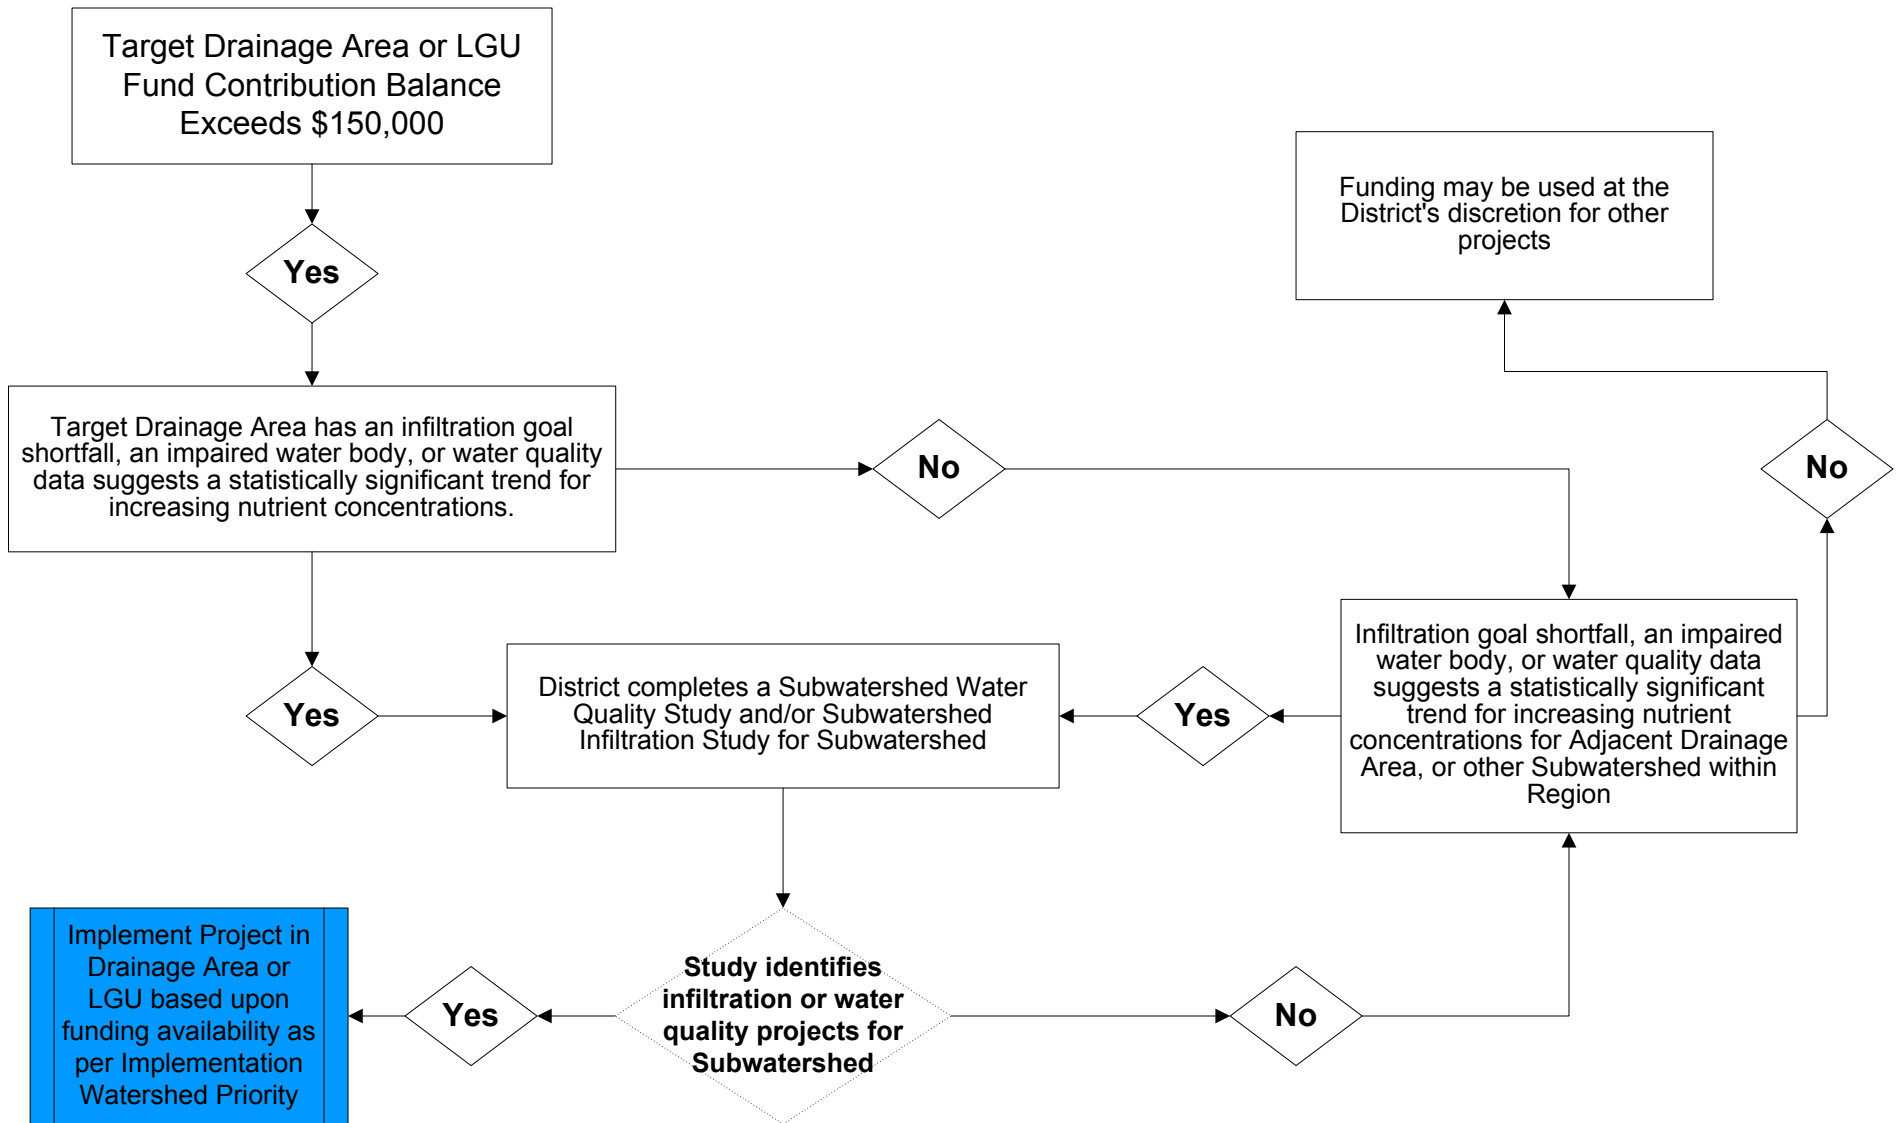 Target Drainage Area or LGU
Fund Contribution Balance
Exceeds $150,000
Yes
Funding may be used at the
District's discretion for other
projects
Target Drainage Area has an infiltration goal
shortfall, an impaired water body, or water quality
data suggests a statistically significant trend for
increasing nutrient concentrations.
No
No
Yes
District completes a Subwatershed Water
Quality Study and/or Subwatershed
Infiltration Study for Subwatershed
Yes
Infiltration goal shortfall, an impaired
water body, or water quality data
suggests a statistically significant
trend for increasing nutrient
concentrations for Adjacent Drainage
Area, or other Subwatershed within
Region
Implement Project in
Drainage Area or
LGU based upon
funding availability as
per Implementation
Watershed Priority
Yes
Study identifies
infiltration or water
quality projects for
Subwatershed
No